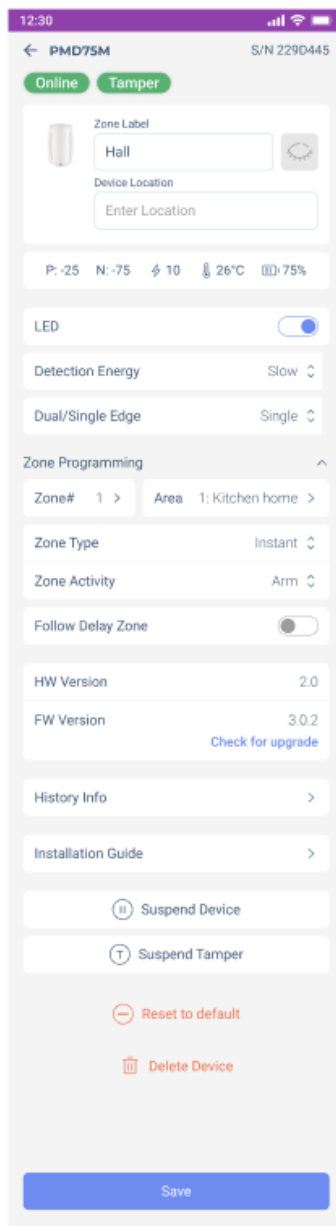 12:30
PMD75M S/N 229D445
Online Tamper
Zone Label
Hall
Device Location
Enter Location
P: -25 N: -75 10 26°C 75%
LED
Detection Energy Slow
Dual/Single Edge Single
Zone Programming
Zone# 1 Area 1: Kitchen home
Zone Type Instant
Zone Activity Arm
Follow Delay Zone
HW Version 2.0
FW Version 3.0.2
Check for upgrade
History Info
Installation Guide
Suspend Device
T Suspend Tamper
Reset to default
Delete Device
Save